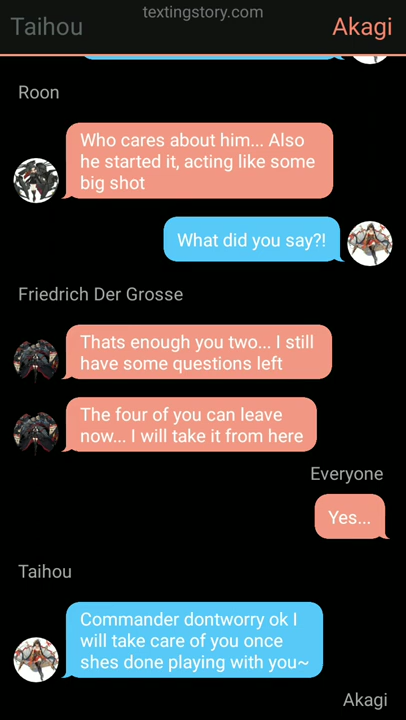 textingstory.com
Taihou
Akagi
Roon
Who cares about him... Also
he started it, acting like some
big shot
What did you say?!
Friedrich Der Grosse
Thats enough you two... I still
have some questions left
The four of you can leave
now... I will take it from here
Everyone
Yes...
Taihou
Commander dontworry ok I
will take care of you once
shes done playing with you~
Akagi